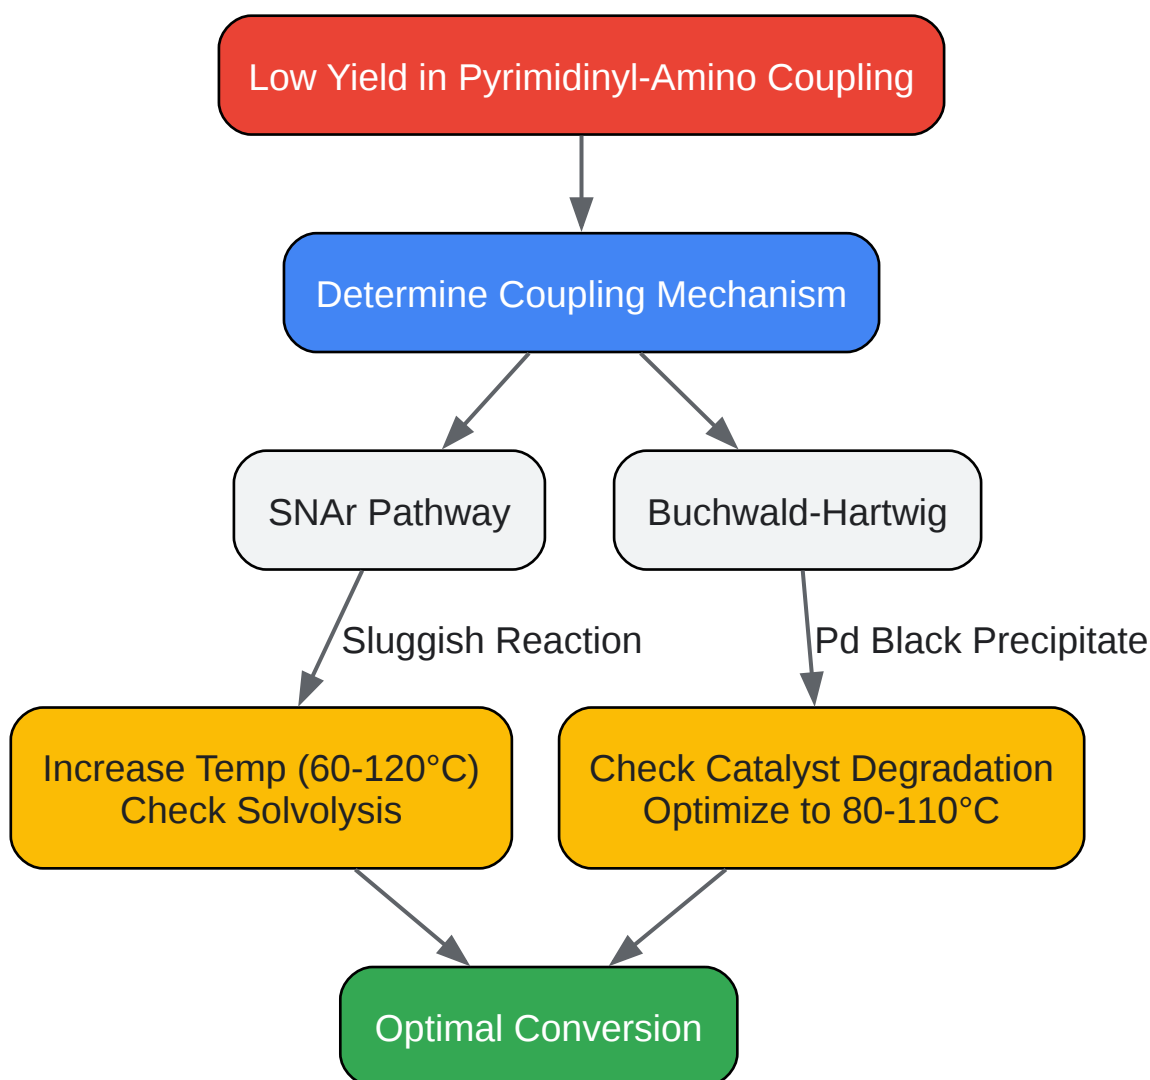 Low Yield in Pyrimidinyl-Amino Coupling
Determine Coupling Mechanism
SNAr Pathway
Buchwald-Hartwig
Sluggish Reaction
Pd Black Precipitate
Increase Temp (60-120°C)
Check Solvolysis
Check Catalyst Degradation
Optimize to 80-110°C
Optimal Conversion